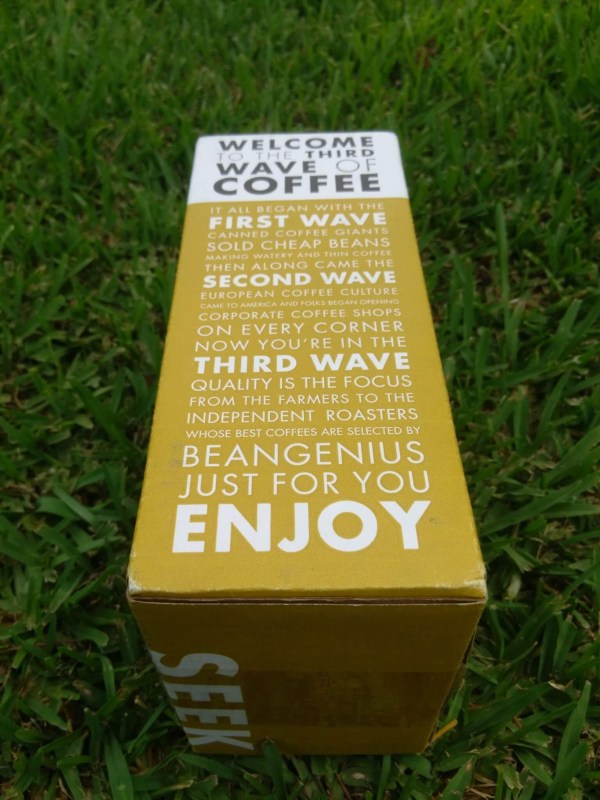 WELCOME
TO THE THIRD
WAVE OF
COFFEE
IT ALL BEGAN WITH THE
FIRST WAVE
CANNED COFFEE GIANTS
SOLD CHEAP BEANS
MAKING WATERY AND THIN COFFEE
THEN ALONG CAME THE
SECOND WAVE
EUROPEAN COFFEE CULTURE
CAME TO AMERICA AND FOLKS BEGAN OPENING
CORPORATE COFFEE SHOPS
ON EVERY CORNER
NOW YOU'RE IN THE
THIRD WAVE
QUALITY IS THE FOCUS
FROM THE FARMERS TO THE
INDEPENDENT ROASTERS
WHOSE BEST COFFEES ARE SELECTED BY
BEANGENIUS
JUST FOR YOU
ENJOY
SEEK